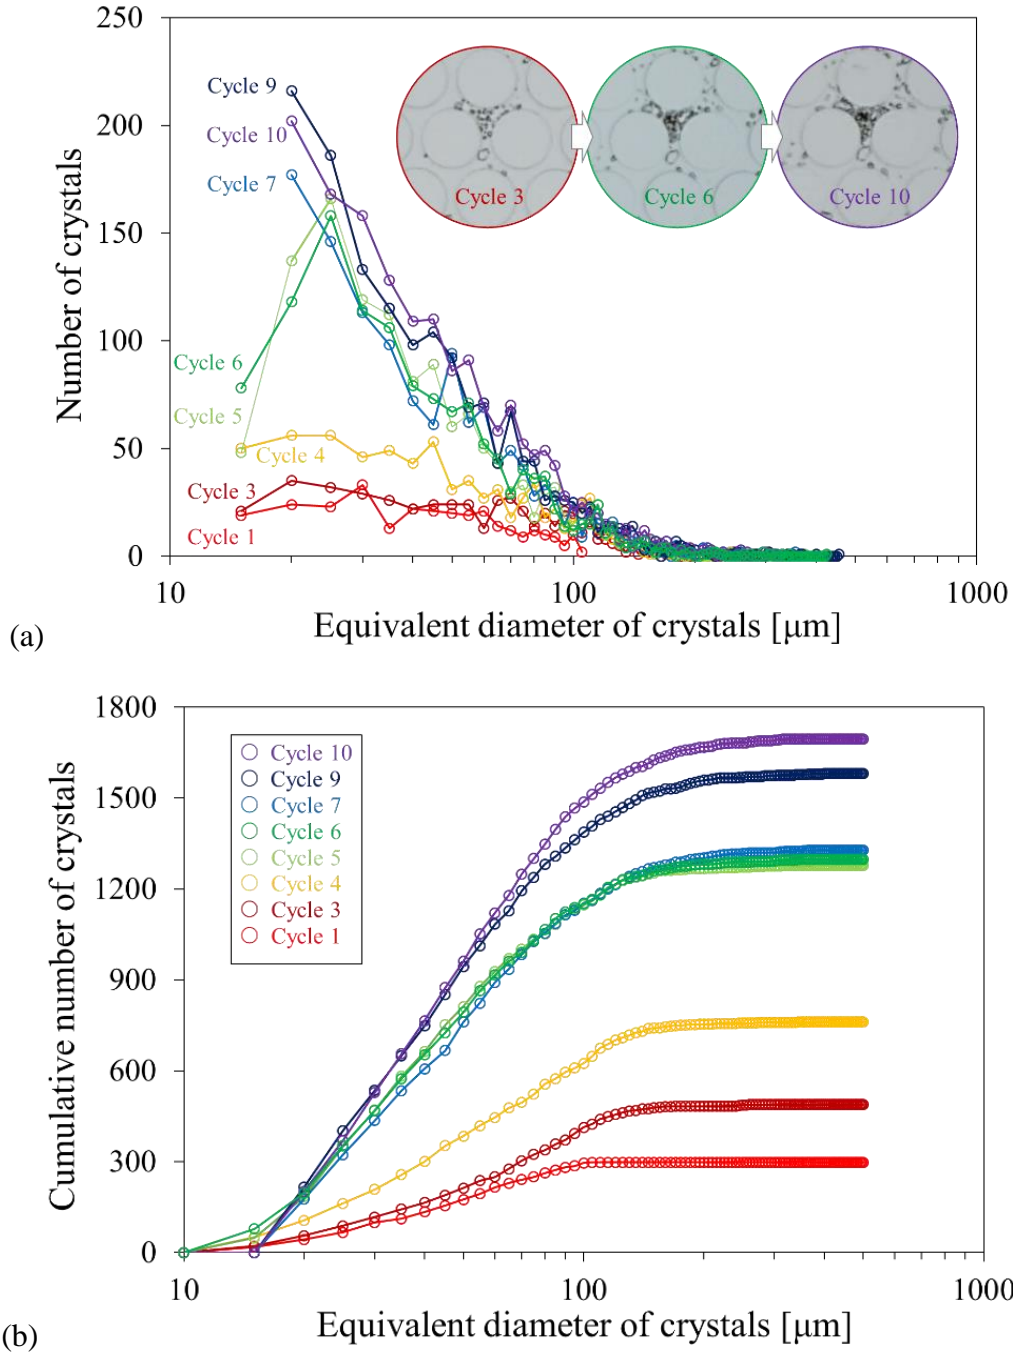 250
200
150
100
50
0
Number of crystals
Cycle 9
Cycle 10
Cycle 7
Cycle 6
Cycle 5
Cycle 4
Cycle 3
Cycle 1
Cycle 3
Cycle 6
Cycle 10
10
100
1000
Equivalent diameter of crystals [μm]
(a)
1800
1500
1200
900
600
300
0
Cumulative number of crystals
Cycle 10
Cycle 9
Cycle 7
Cycle 6
Cycle 5
Cycle 4
Cycle 3
Cycle 1
10
100
1000
Equivalent diameter of crystals [μm]
(b)